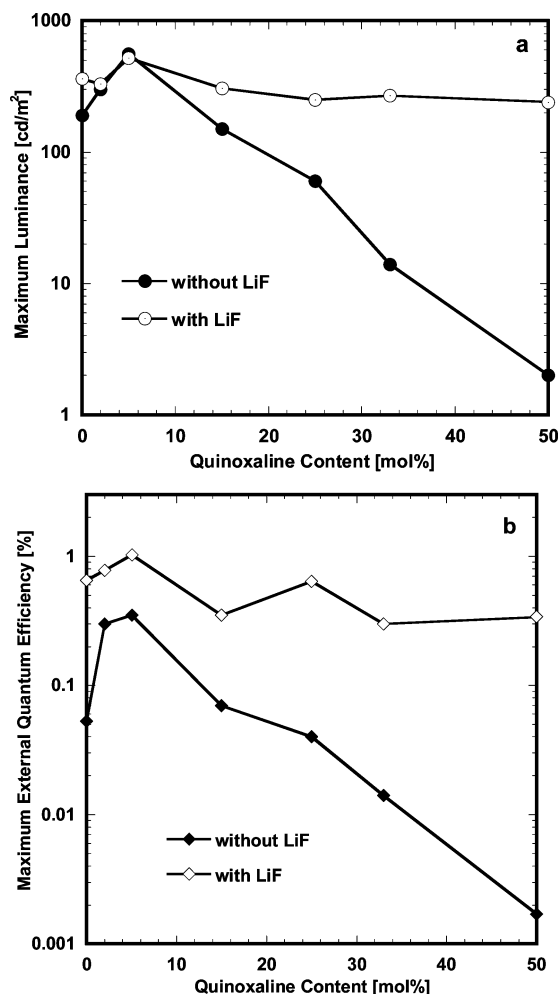 1000
a
100
10
1
Maximum Luminance [cd/m²]
without LiF
with LiF
0 10 20 30 40 50
Quinoxaline Content [mol%]
b
1
0.1
0.01
0.001
Maximum External Quantum Efficiency [%]
without LiF
with LiF
0 10 20 30 40 50
Quinoxaline Content [mol%]